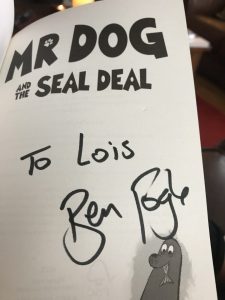 MR DOG
AND THE SEAL DEAL
To Lois
Ben Fogle